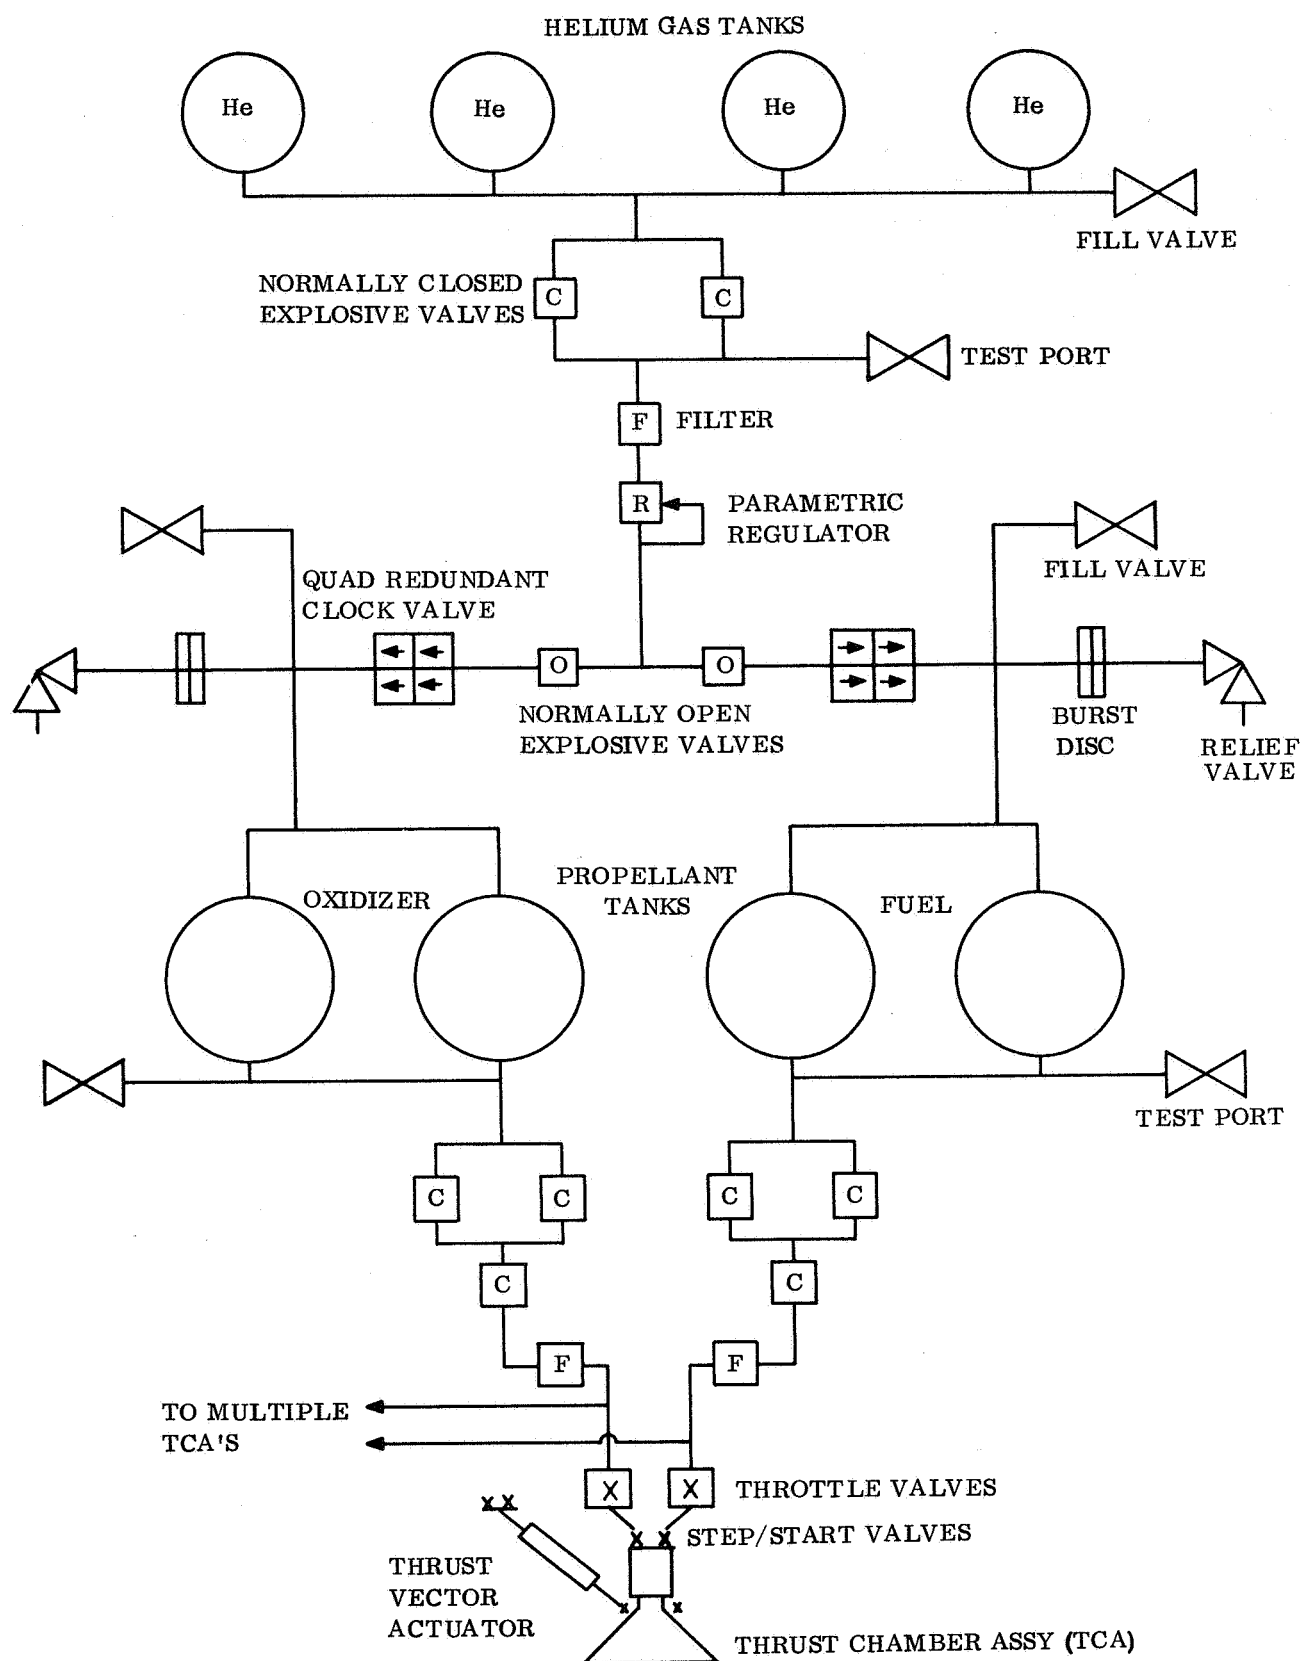 HELIUM GAS TANKS
He He He He
FILL VALVE
NORMALLY CLOSED
EXPLOSIVE VALVES
C C
TEST PORT
F FILTER
R PARAMETRIC
REGULATOR
QUAD REDUNDANT
CLOCK VALVE
FILL VALVE
O O
NORMALLY OPEN
EXPLOSIVE VALVES
BURST
DISC
RELIEF
VALVE
OXIDIZER
PROPELLANT
TANKS
FUEL
TEST PORT
C C C C
C C
F F
TO MULTIPLE
TCA'S
X X THROTTLE VALVES
STEP/START VALVES
THRUST
VECTOR
ACTUATOR
THRUST CHAMBER ASSY (TCA)